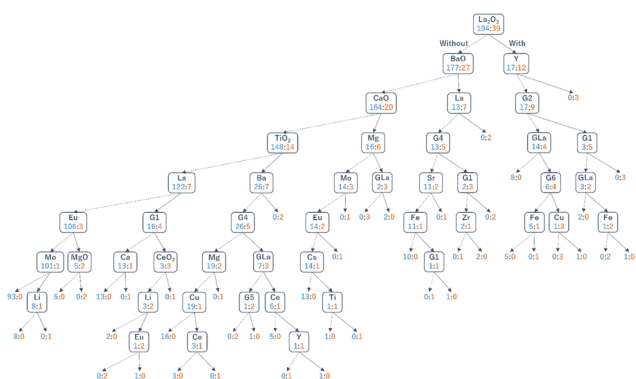 La2O3
194:39
Without
With
BaO
177:27
Y
17:12
CaO
164:20
La
13:7
G2
17:9
0:3
TiO2
148:14
Mg
16:6
G4
13:5
0:2
GLa
14:4
G1
3:5
La
122:7
Ba
26:7
Mo
14:3
GLa
2:3
Sr
11:2
G1
2:3
8:0
G6
6:4
GLa
3:2
0:3
Eu
106:3
G1
16:4
G4
26:5
0:2
Eu
14:2
0:1
0:3
2:0
Fe
11:1
0:1
Zr
2:1
0:2
Fe
5:1
Cu
1:3
2:0
Fe
1:2
Mo
101:1
MgO
5:2
Ca
13:1
CeO2
3:3
Mg
19:2
GLa
7:3
Cs
14:1
0:1
10:0
G1
1:1
0:1
2:0
5:0
0:1
0:3
1:0
0:2
1:0
93:0
Li
8:1
5:0
0:2
13:0
0:1
Li
3:2
0:1
Cu
19:1
0:1
G5
1:2
Ce
6:1
13:0
Ti
1:1
0:1
1:0
8:0
0:1
2:0
Eu
1:2
16:0
Ce
3:1
0:2
1:0
5:0
Y
1:1
1:0
0:1
0:2
1:0
3:0
0:1
0:1
1:0